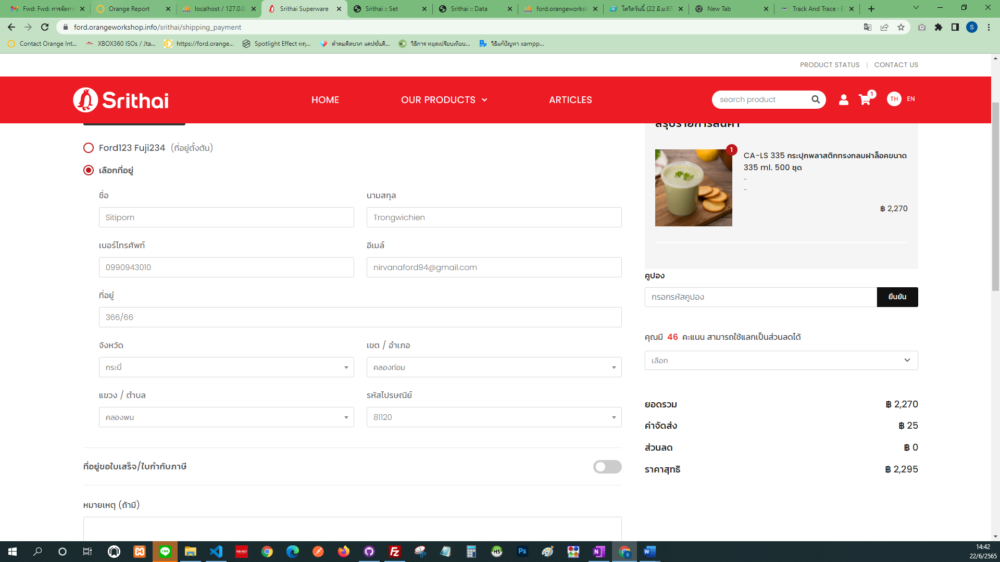 Fwd: Fwd: การจัดการ
Orange Report
localhost / 127.0.0.
Srithai Superware
Srithai :: Set
Srithai :: Data
ford.orangeworksh
โควิดวันนี้ (22 มิ.ย.65
New Tab
Track And Trace : E
ford.orangeworkshop.info/srithai/shipping_payment
S
Contact Orange Int...
XBOX360 ISOs / Jta...
https://ford.orange...
Spotlight Effect ทฤ...
คำคมคิดบวก แคปชั่นดี...
วิธีการ หยุดเปรียบเทียบ...
วิธีแก้ปัญหา xampp...
PRODUCT STATUS | CONTACT US
Srithai
HOME
OUR PRODUCTS
ARTICLES
search product
1
TH
EN
สรุปรายการสินค้า
Ford123 Fuji234 (ที่อยู่ตั้งต้น)
เลือกที่อยู่
ชื่อ
นามสกุล
Sitiporn
Trongwichien
เบอร์โทรศัพท์
อีเมล์
0990943010
nirvanaford94@gmail.com
ที่อยู่
366/66
จังหวัด
เขต / อำเภอ
กระบี่
คลองท่อม
แขวง / ตำบล
รหัสไปรษณีย์
คลองพน
81120
ที่อยู่ขอใบเสร็จ/ใบกำกับภาษี
หมายเหตุ (ถ้ามี)
1
CA-LS 335 กระปุกพลาสติกทรงกลมฝาล็อคขนาด
335 ml. 500 ชุด
-
-
฿ 2,270
คูปอง
กรอกรหัสคูปอง
ยืนยัน
คุณมี 46 คะแนน สามารถใช้แลกเป็นส่วนลดได้
เลือก
ยอดรวม ฿ 2,270
ค่าจัดส่ง ฿ 25
ส่วนลด ฿ 0
ราคาสุทธิ ฿ 2,295
14:42
22/6/2565